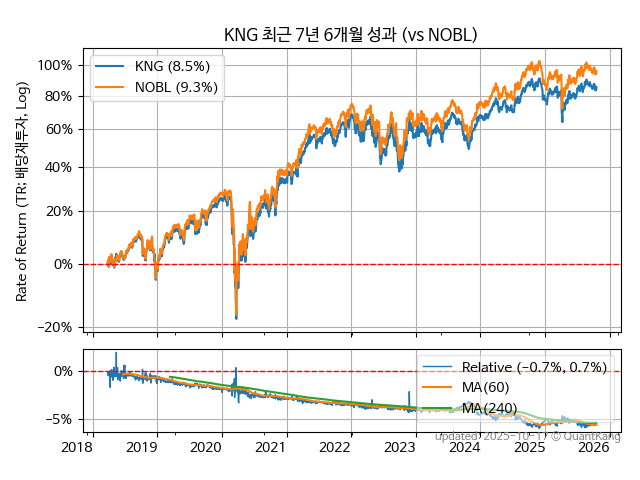 KNG 최근 7년 6개월 성과 (vs NOBL)
Rate of Return (TR: 배당재투자, Log)
KNG (8.5%)
NOBL (9.3%)
100%
80%
60%
40%
20%
0%
−20%
Relative (−0.7%, 0.7%)
MA(60)
MA(240)
0%
−5%
updated: 2025-10-17 © QuantKang
2018 2019 2020 2021 2022 2023 2024 2025 2026